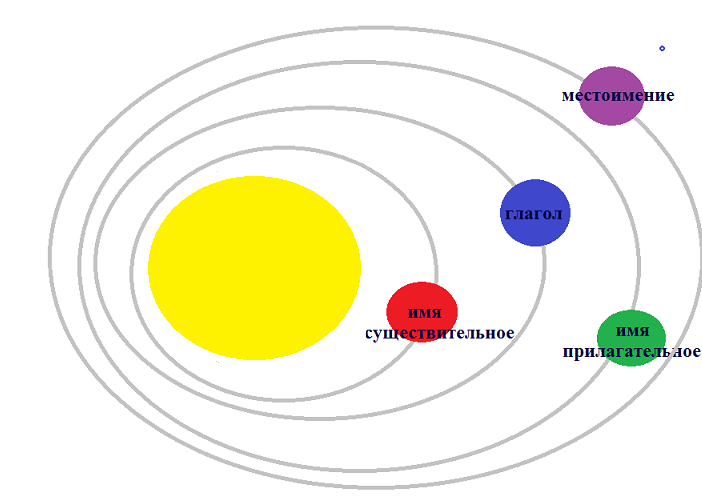 местоимение
глагол
имя
существительное
имя
прилагательное